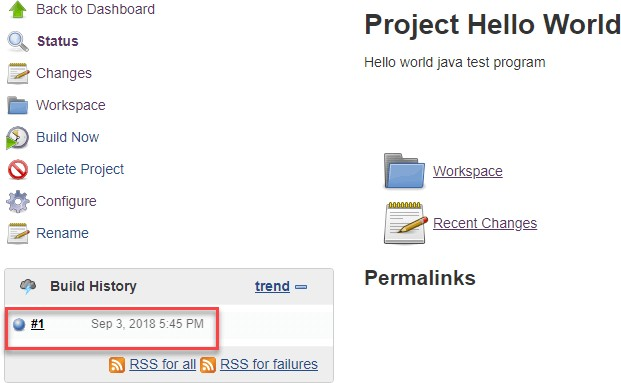 Back to Dashboard
Status
Changes
Workspace
Build Now
Delete Project
Configure
Rename
Build History trend
#1 Sep 3, 2018 5:45 PM
RSS for all RSS for failures
Project Hello World
Hello world java test program
Workspace
Recent Changes
Permalinks